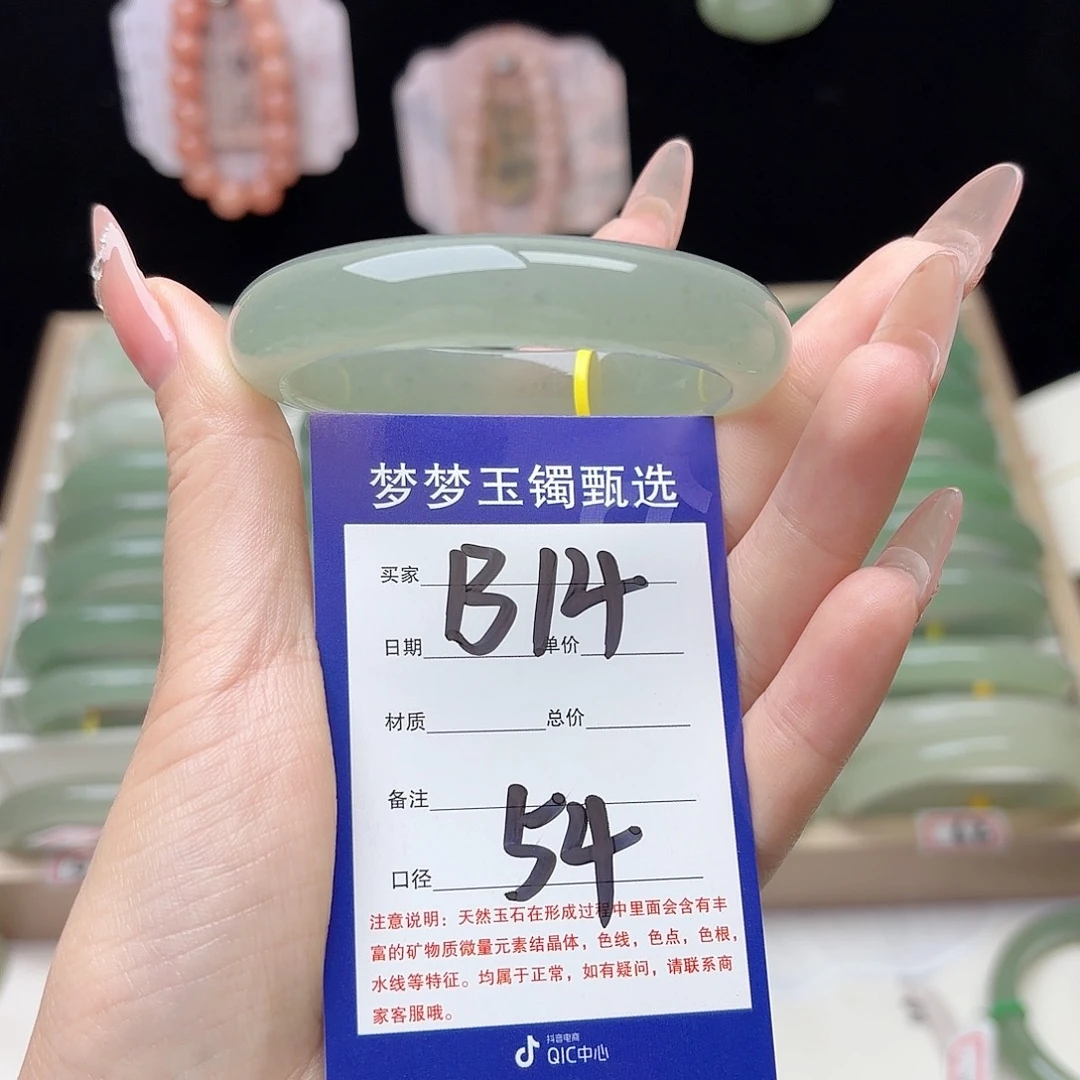 梦梦玉镯甄选
买家 B14
日期 单价
材质 总价
备注
口径 54
注意说明：天然玉石在形成过程中里面会含有丰
富的矿物质微量元素结晶体，色线，色点，色根，
水线等特征。均属于正常，如有疑问，请联系商
家客服哦。
抖音电商
QIC中心